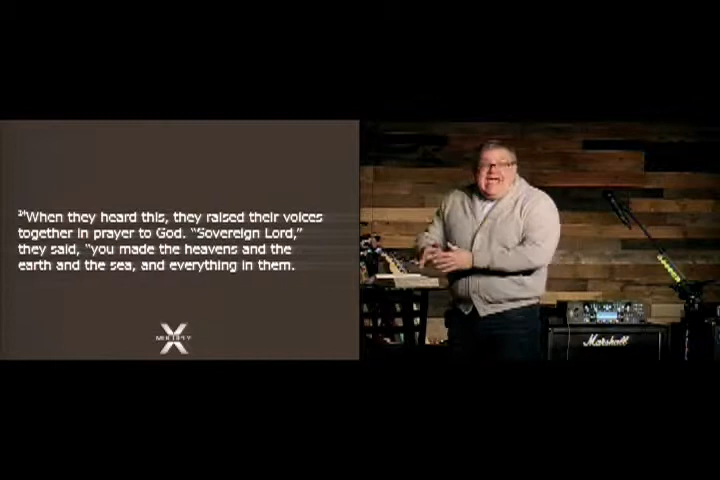 ²⁴When they heard this, they raised their voices
together in prayer to God. “Sovereign Lord,”
they said, “you made the heavens and the
earth and the sea, and everything in them.
MULTIPLY
Marshall